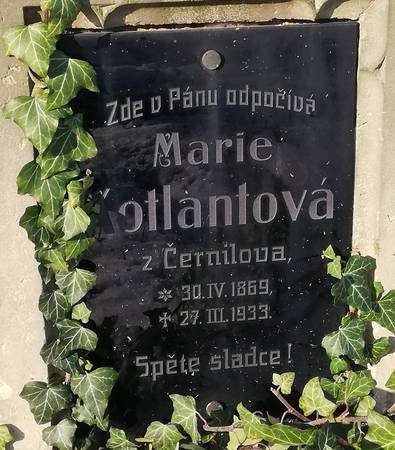 Zde v Pánu odpočívá
Marie
Kotlantová
z Černilova,
* 30. IV. 1869,
✝ 27. III. 1933.
Spěte sladce!